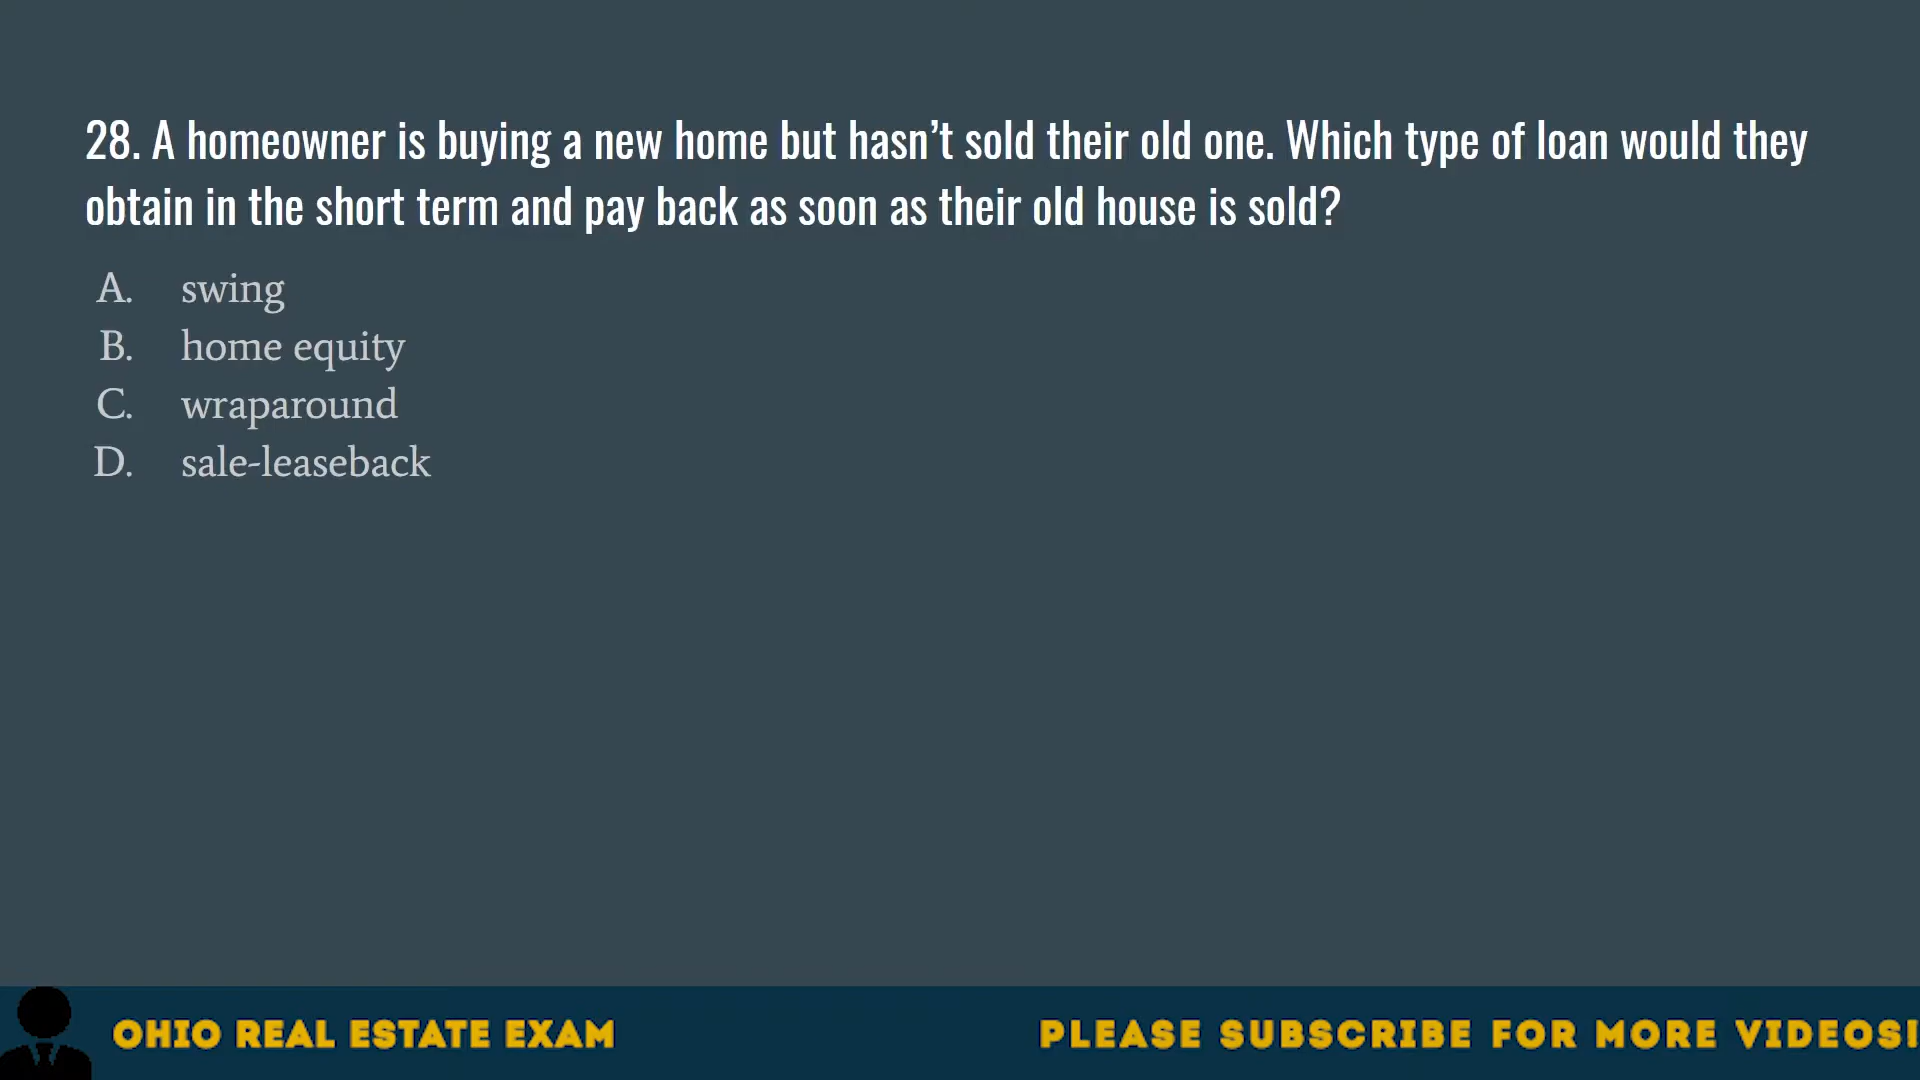 28. A homeowner is buying a new home but hasn’t sold their old one. Which type of loan would they
obtain in the short term and pay back as soon as their old house is sold?
A. swing
B. home equity
C. wraparound
D. sale-leaseback
OHIO REAL ESTATE EXAM
PLEASE SUBSCRIBE FOR MORE VIDEOS!